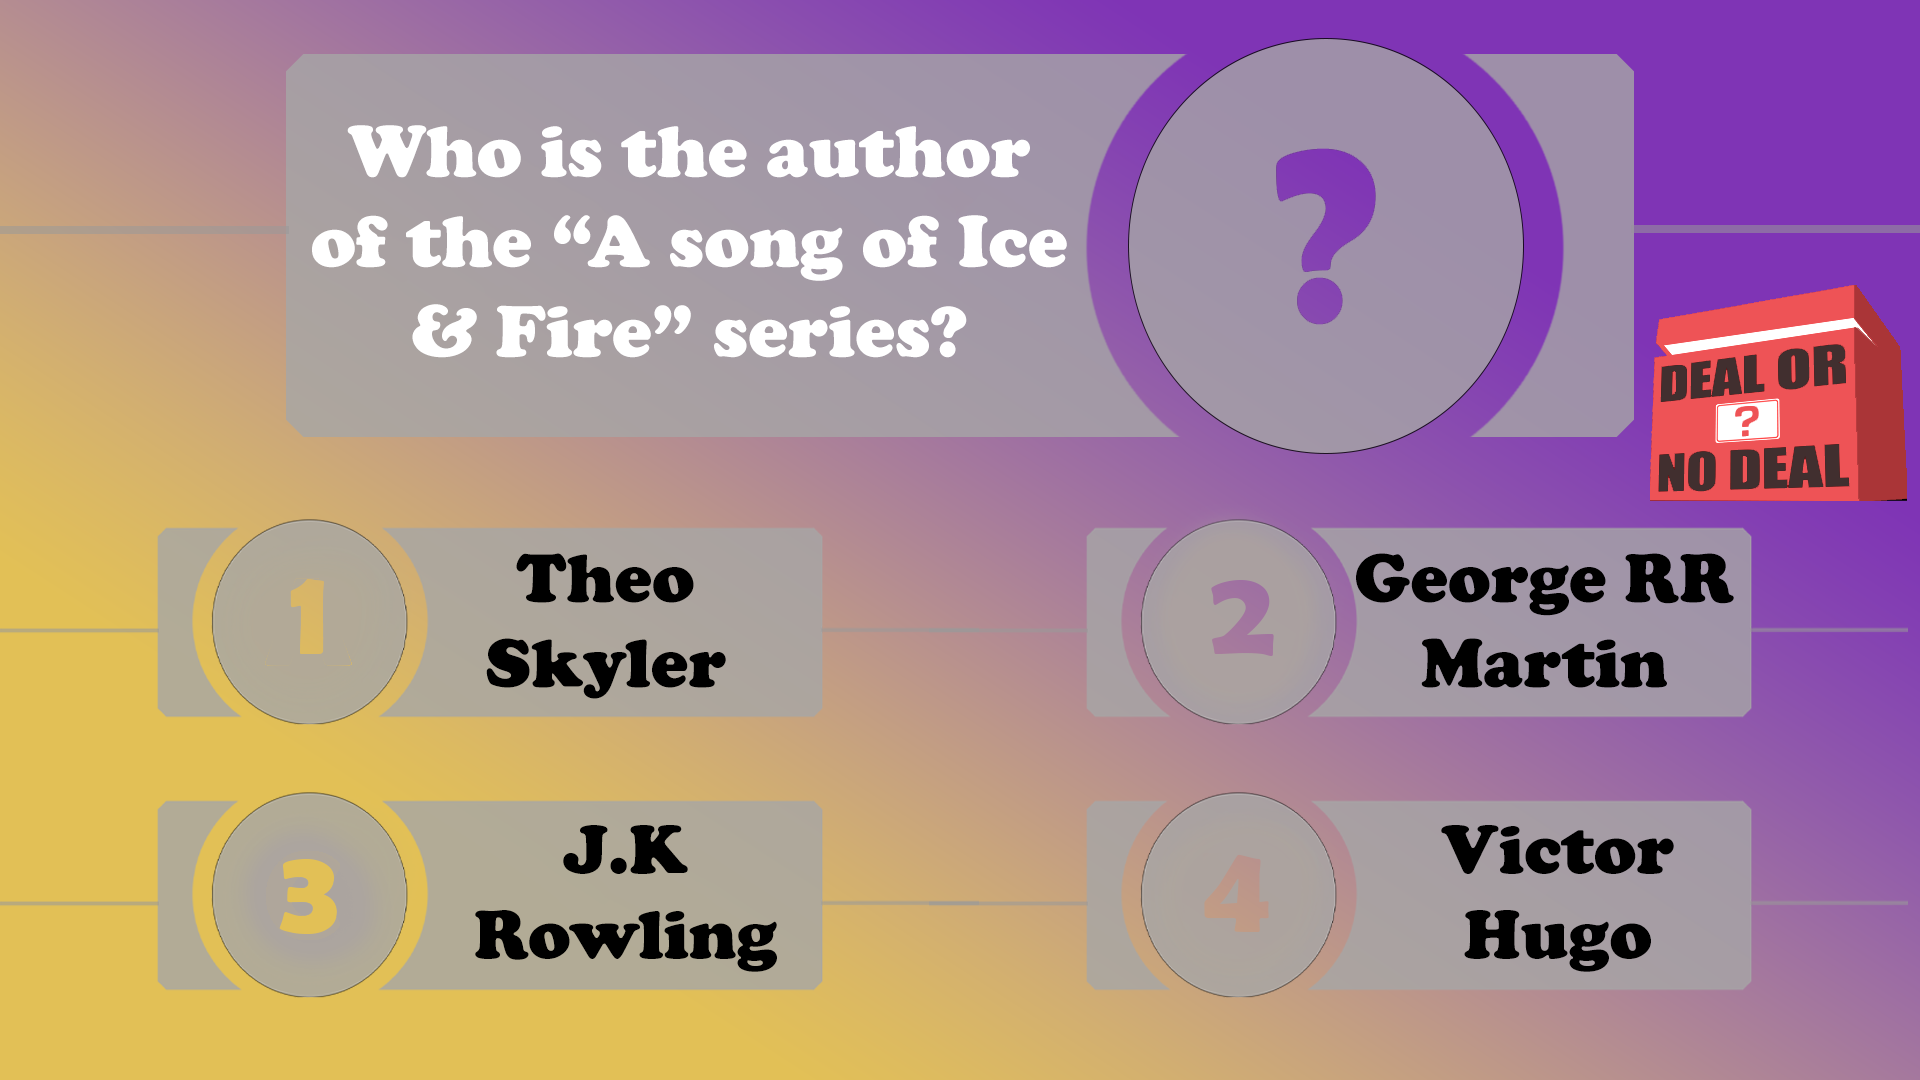 Who is the author
of the “A song of Ice
& Fire” series?
?
DEAL OR
?
NO DEAL
1
Theo
Skyler
2
George RR
Martin
3
J.K
Rowling
4
Victor
Hugo